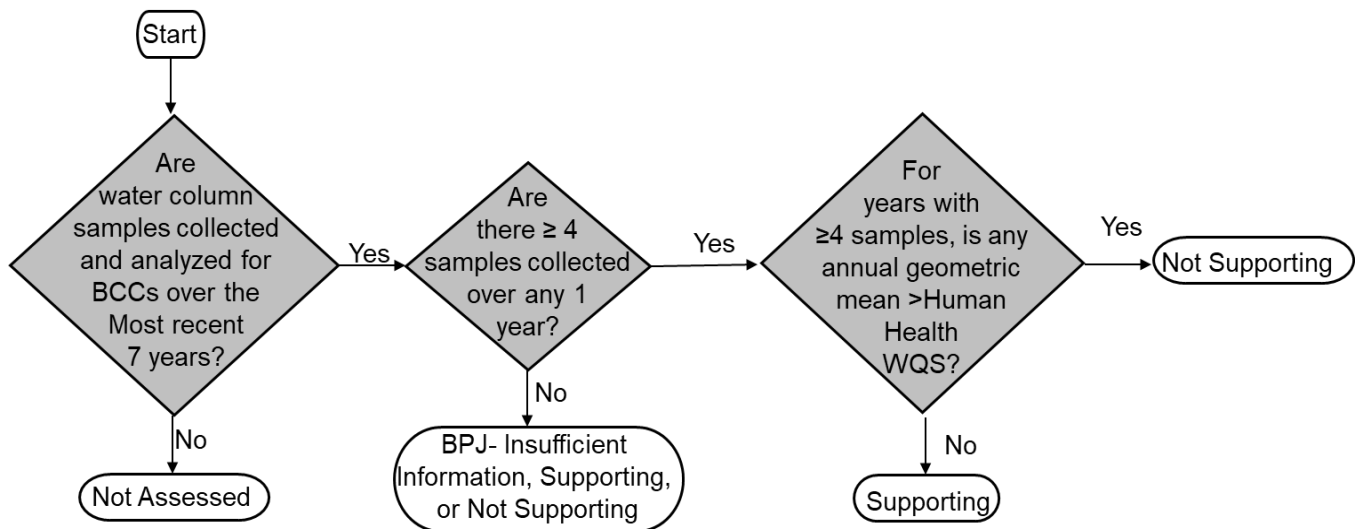 Start
Are
water column
samples collected
and analyzed for
BCCs over the
Most recent
7 years?
Yes
No
Not Assessed
Are
there ≥ 4
samples collected
over any 1
year?
Yes
No
BPJ- Insufficient
Information, Supporting,
or Not Supporting
For
years with
≥4 samples, is any
annual geometric
mean >Human
Health
WQS?
Yes
Not Supporting
No
Supporting